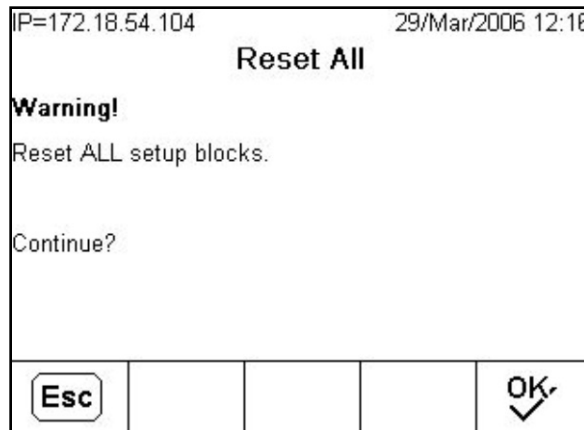 IP=172.18.54.104 29/Mar/2006 12:16
Reset All
Warning!
Reset ALL setup blocks.
Continue?
Esc OK